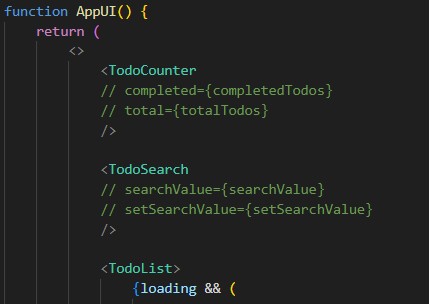 function AppUI() {
return (
<>
<TodoCounter
// completed={completedTodos}
// total={totalTodos}
/>
<TodoSearch
// searchValue={searchValue}
// setSearchValue={setSearchValue}
/>
<TodoList>
{loading && (